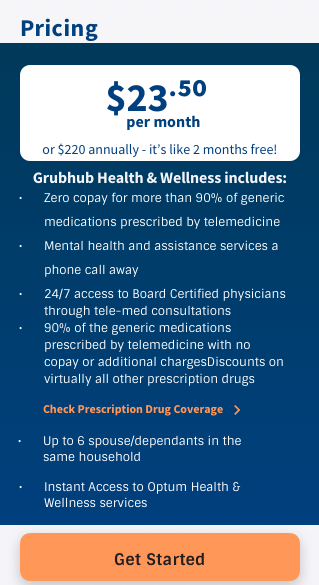 Pricing
$23.50
per month
or $220 annually - it's like 2 months free!
Grubhub Health & Wellness includes:
· Zero copay for more than 90% of generic
medications prescribed by telemedicine
· Mental health and assistance services a
phone call away
· 24/7 access to Board Certified physicians
through tele-med consultations
· 90% of the generic medications
prescribed by telemedicine with no
copay or additional chargesDiscounts on
virtually all other prescription drugs
Check Prescription Drug Coverage >
· Up to 6 spouse/dependants in the
same household
· Instant Access to Optum Health &
Wellness services
Get Started